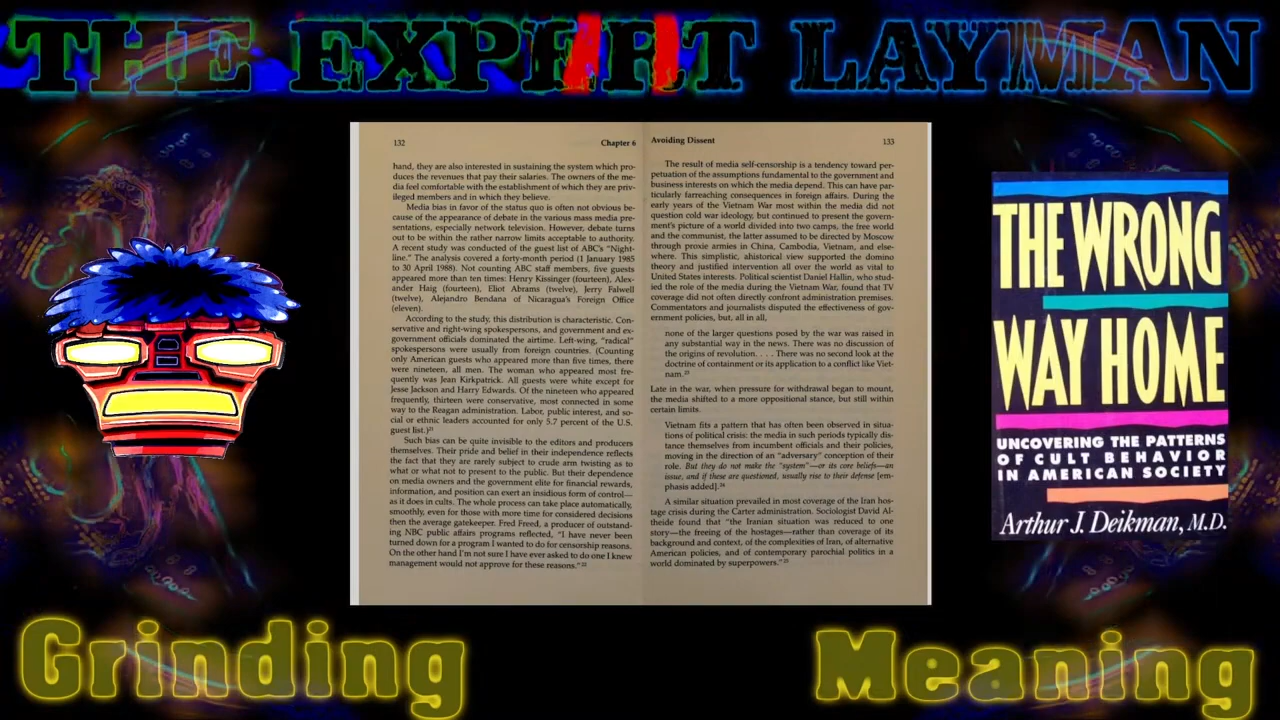 THE EXPERT LAYMAN
132 Chapter 6
hand, they are also interested in sustaining the system which pro-
duces the revenues that pay their salaries. The owners of the me-
dia feel comfortable with the establishment of which they are priv-
ileged members and in which they believe.
Media bias in favor of the status quo is often not obvious be-
cause of the appearance of debate in the various mass media pre-
sentations, especially network television. However, debate turns
out to be within the rather narrow limits acceptable to authority.
A recent study was conducted of the guest list of ABC's "Night-
line." The analysis covered a forty-month period (1 January 1985
to 30 April 1988). Not counting ABC staff members, five guests
appeared more than ten times: Henry Kissinger (fourteen), Alex-
ander Haig (fourteen), Eliot Abrams (twelve), Jerry Falwell
(twelve), Alejandro Bendana of Nicaragua's Foreign Office
(eleven).
According to the study, this distribution is characteristic. Con-
servative and right-wing spokespersons, and government and ex-
government officials dominated the airtime. Left-wing, "radical"
spokespersons were usually from foreign countries. (Counting
only American guests who appeared more than five times, there
were nineteen, all men. The woman who appeared most fre-
quently was Jean Kirkpatrick. All guests were white except for
Jesse Jackson and Harry Edwards. Of the nineteen who appeared
frequently, thirteen were conservative, most connected in some
way to the Reagan administration. Labor, public interest, and so-
cial or ethnic leaders accounted for only 5.7 percent of the U.S.
guest list.)21
Such bias can be quite invisible to the editors and producers
themselves. Their pride and belief in their independence reflects
the fact that they are rarely subject to crude arm twisting as to
what or what not to present to the public. But their dependence
on media owners and the government elite for financial rewards,
information, and position can exert an insidious form of control—
as it does in cults. The whole process can take place automatically,
smoothly, even for those with more time for considered decisions
then the average gatekeeper. Fred Freed, a producer of outstand-
ing NBC public affairs programs reflected, "I have never been
turned down for a program I wanted to do for censorship reasons.
On the other hand I'm not sure I have ever asked to do one I knew
management would not approve for these reasons."22
Avoiding Dissent 133
The result of media self-censorship is a tendency toward per-
petuation of the assumptions fundamental to the government and
business interests on which the media depend. This can have par-
ticularly farreaching consequences in foreign affairs. During the
early years of the Vietnam War most within the media did not
question cold war ideology, but continued to present the govern-
ment's picture of a world divided into two camps, the free world
and the communist, the latter assumed to be directed by Moscow
through proxie armies in China, Cambodia, Vietnam, and else-
where. This simplistic, ahistorical view supported the domino
theory and justified intervention all over the world as vital to
United States interests. Political scientist Daniel Hallin, who stud-
ied the role of the media during the Vietnam War, found that TV
coverage did not often directly confront administration premises.
Commentators and journalists disputed the effectiveness of gov-
ernment policies, but, all in all,
none of the larger questions posed by the war was raised in
any substantial way in the news. There was no discussion of
the origins of revolution. . . . There was no second look at the
doctrine of containment or its application to a conflict like Viet-
nam.23
Late in the war, when pressure for withdrawal began to mount,
the media shifted to a more oppositional stance, but still within
certain limits.
Vietnam fits a pattern that has often been observed in situa-
tions of political crisis: the media in such periods typically dis-
tance themselves from incumbent officials and their policies,
moving in the direction of an "adversary" conception of their
role. But they do not make the "system"—or its core beliefs—an
issue, and if these are questioned, usually rise to their defense [em-
phasis added].24
A similar situation prevailed in most coverage of the Iran hos-
tage crisis during the Carter administration. Sociologist David Al-
theide found that "the Iranian situation was reduced to one
story—the freeing of the hostages—rather than coverage of its
background and context, of the complexities of Iran, of alternative
American policies, and of contemporary parochial politics in a
world dominated by superpowers."25
THE WRONG
WAY HOME
UNCOVERING THE PATTERNS
OF CULT BEHAVIOR
IN AMERICAN SOCIETY
Arthur J. Deikman, M.D.
Grinding Meaning